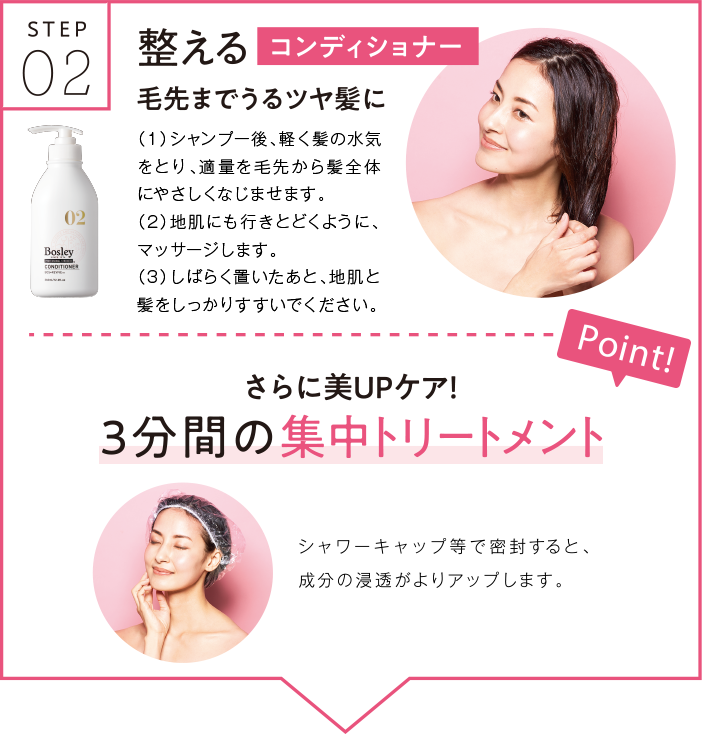 STEP
02
整える コンディショナー
毛先までうるツヤ髪に
（1）シャンプー後、軽く髪の水気
をとり、適量を毛先から髪全体
にやさしくなじませます。
（2）地肌にも行きとどくように、
マッサージします。
（3）しばらく置いたあと、地肌と
髪をしっかりすすいでください。
02
Bosley
CONDITIONER
Point!
さらに美UPケア!
3分間の集中トリートメント
シャワーキャップ等で密封すると、
成分の浸透がよりアップします。